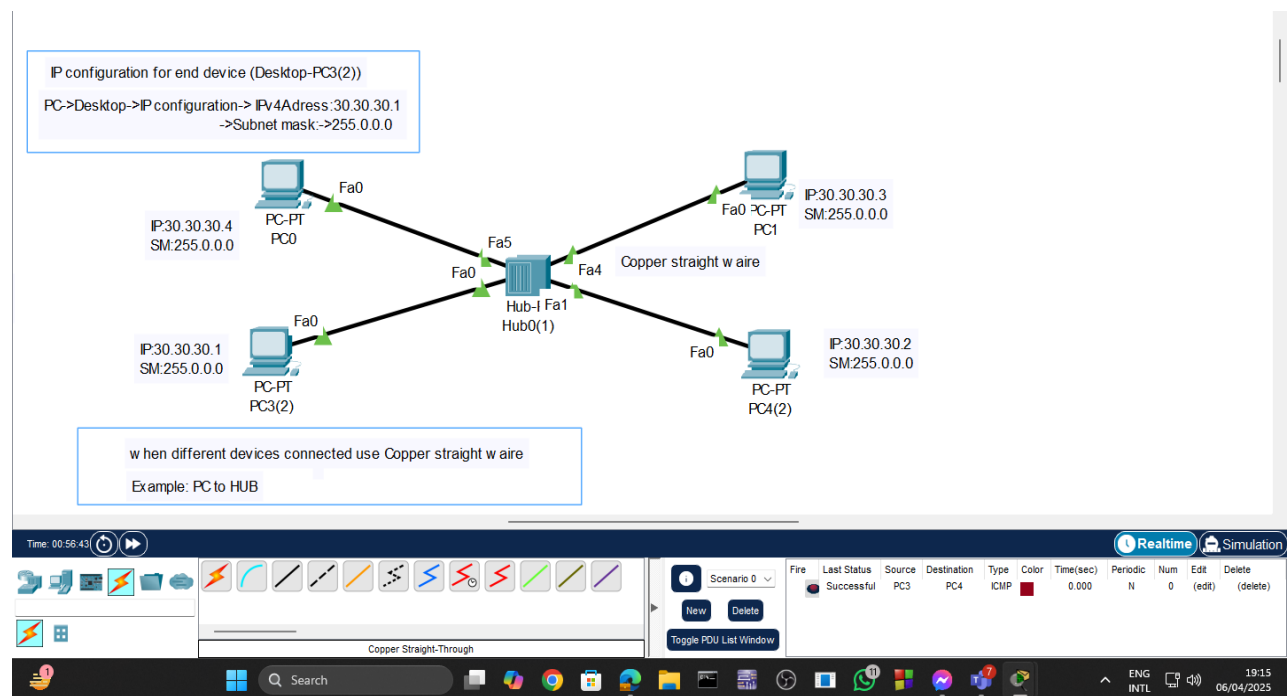 IP configuration for end device (Desktop-PC3(2))
PC->Desktop->IP configuration-> IPv4Adress:30.30.30.1
->Subnet mask:->255.0.0.0
Fa0
PC-PT
PC0
IP:30.30.30.4
SM:255.0.0.0
Fa0
PC-PT
PC1
IP:30.30.30.3
SM:255.0.0.0
Fa5
Fa0
Fa4
Copper straight w aire
Hub-
Fa1
Hub0(1)
Fa0
IP:30.30.30.1
SM:255.0.0.0
PC-PT
PC3(2)
Fa0
IP:30.30.30.2
SM:255.0.0.0
PC-PT
PC4(2)
w hen different devices connected use Copper straight w aire
Example: PC to HUB
Time: 00:56:43
Realtime
Simulation
Scenario 0
New
Delete
Toggle PDU List Window
Fire Last Status Source Destination Type Color Time(sec) Periodic Num Edit Delete
Successful PC3 PC4 ICMP 0.000 N 0 (edit) (delete)
Copper Straight-Through
1
Search
11
7
ENG
INTL
19:15
06/04/2025